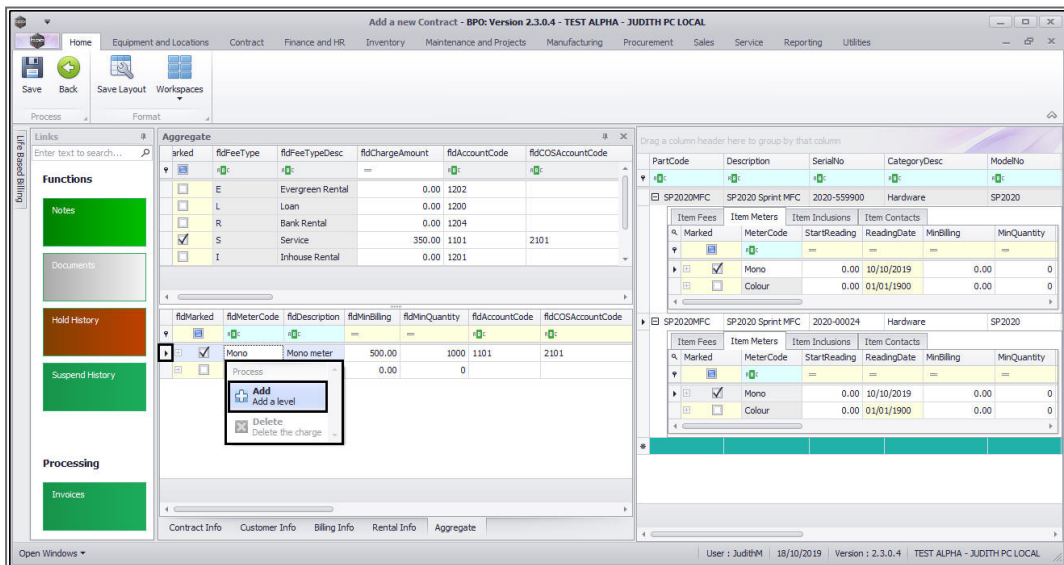 Add a new Contract - BPO: Version 2.3.0.4 - TEST ALPHA - JUDITH PC LOCAL
Home Equipment and Locations Contract Finance and HR Inventory Maintenance and Projects Manufacturing Procurement Sales Service Reporting Utilities
Save Back Save Layout Workspaces
Process Format
Life Based Billing
Links
Enter text to search...
Functions
Notes
Documents
Hold History
Suspend History
Processing
Invoices
Aggregate
arked fldFeeType fldFeeTypeDesc fldChargeAmount fldAccountCode fldCOSAccountCode
E Evergreen Rental 0.00 1202
L Loan 0.00 1200
R Bank Rental 0.00 1204
S Service 350.00 1101 2101
I Inhouse Rental 0.00 1201
fldMarked fldMeterCode fldDescription fldMinBilling fldMinQuantity fldAccountCode fldCOSAccountCode
Mono Mono meter 500.00 1000 1101 2101
0.00 0
Process
Add
Add a level
Delete
Delete the charge
Contract Info Customer Info Billing Info Rental Info Aggregate
Drag a column header here to group by that column
PartCode Description SerialNo CategoryDesc ModelNo
SP2020MFC SP2020 Sprint MFC 2020-559900 Hardware SP2020
Item Fees Item Meters Item Inclusions Item Contacts
Marked MeterCode StartReading ReadingDate MinBilling MinQuantity
Mono 0.00 10/10/2019 0.00 0
Colour 0.00 01/01/1900 0.00 0
SP2020MFC SP2020 Sprint MFC 2020-00024 Hardware SP2020
Item Fees Item Meters Item Inclusions Item Contacts
Marked MeterCode StartReading ReadingDate MinBilling MinQuantity
Mono 0.00 10/10/2019 0.00 0
Colour 0.00 01/01/1900 0.00 0
Open Windows User : JudithM 18/10/2019 Version : 2.3.0.4 TEST ALPHA - JUDITH PC LOCAL